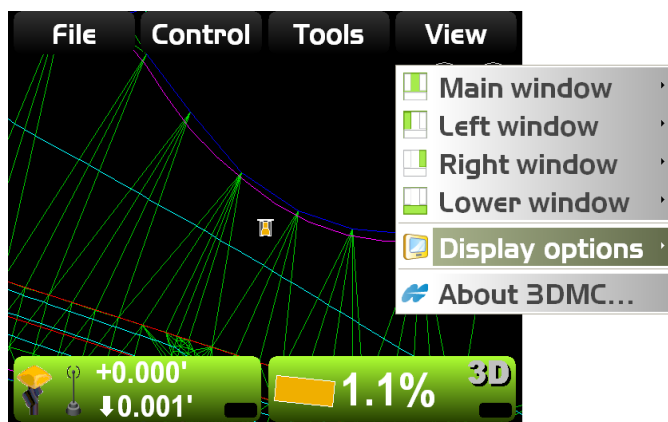 File Control Tools View
Main window
Left window
Right window
Lower window
Display options
About 3DMC...
+0.000'
⬇0.001'
1.1%
3D